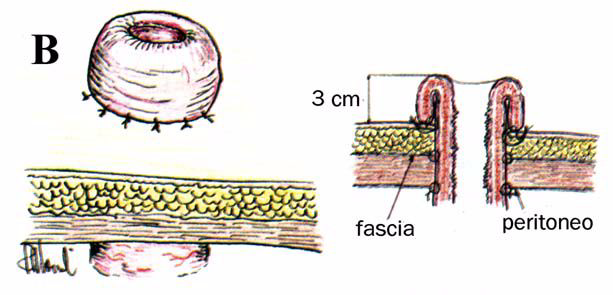 B
3 cm
fascia
peritoneo